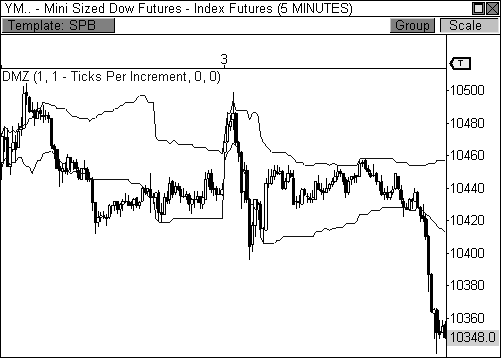 YM.. - Mini Sized Dow Futures - Index Futures (5 MINUTES)
Template: SPB
Group
Scale
3
T
DMZ (1, 1 - Ticks Per Increment, 0, 0)
10500
10480
10460
10440
10420
10400
10380
10360
10348.0